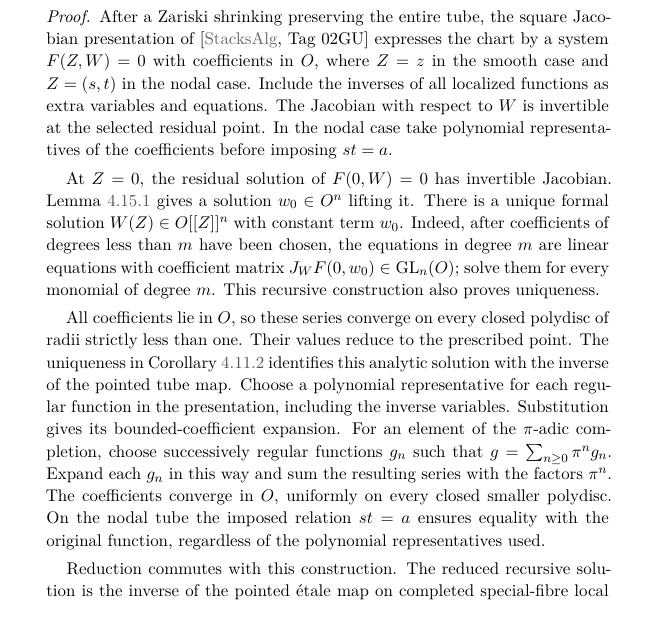 Proof. After a Zariski shrinking preserving the entire tube, the square Jaco-
bian presentation of [StacksAlg, Tag 02GU] expresses the chart by a system
F(Z, W) = 0 with coefficients in O, where Z = z in the smooth case and
Z = (s, t) in the nodal case. Include the inverses of all localized functions as
extra variables and equations. The Jacobian with respect to W is invertible
at the selected residual point. In the nodal case take polynomial representa-
tives of the coefficients before imposing st = a.
At Z = 0, the residual solution of F(0, W) = 0 has invertible Jacobian.
Lemma 4.15.1 gives a solution w₀ ∈ Oⁿ lifting it. There is a unique formal
solution W(Z) ∈ O[[Z]]ⁿ with constant term w₀. Indeed, after coefficients of
degrees less than m have been chosen, the equations in degree m are linear
equations with coefficient matrix J_W F(0, w₀) ∈ GLₙ(O); solve them for every
monomial of degree m. This recursive construction also proves uniqueness.
All coefficients lie in O, so these series converge on every closed polydisc of
radii strictly less than one. Their values reduce to the prescribed point. The
uniqueness in Corollary 4.11.2 identifies this analytic solution with the inverse
of the pointed tube map. Choose a polynomial representative for each regu-
lar function in the presentation, including the inverse variables. Substitution
gives its bounded-coefficient expansion. For an element of the π-adic com-
pletion, choose successively regular functions gₙ such that g = ∑_{n≥0} πⁿgₙ.
Expand each gₙ in this way and sum the resulting series with the factors πⁿ.
The coefficients converge in O, uniformly on every closed smaller polydisc.
On the nodal tube the imposed relation st = a ensures equality with the
original function, regardless of the polynomial representatives used.
Reduction commutes with this construction. The reduced recursive solu-
tion is the inverse of the pointed étale map on completed special-fibre local